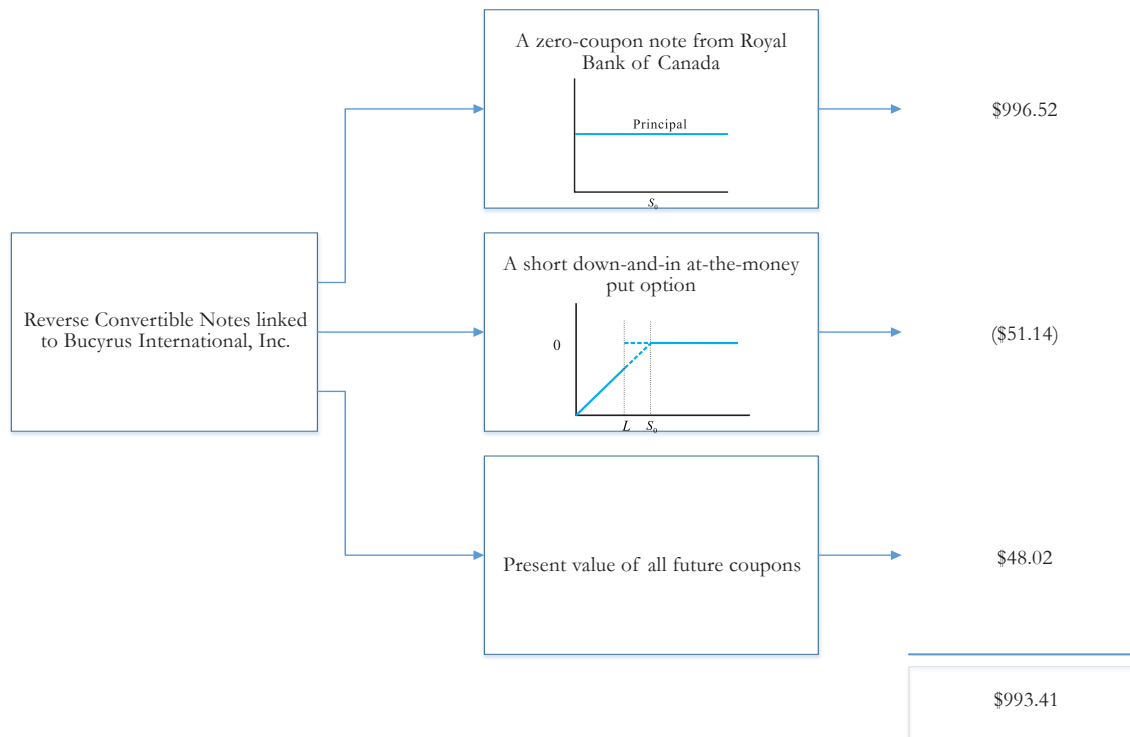 A zero-coupon note from Royal
Bank of Canada
Principal
S₀
$996.52
Reverse Convertible Notes linked
to Bucyrus International, Inc.
A short down-and-in at-the-money
put option
0
L S₀
($51.14)
Present value of all future coupons
$48.02
$993.41